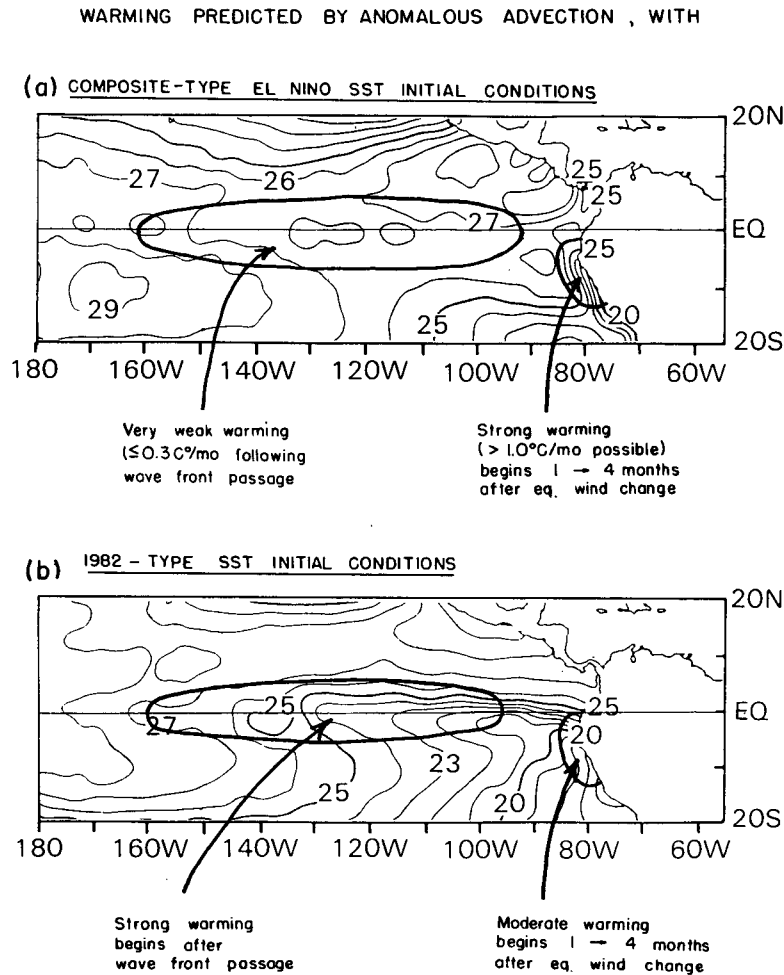 WARMING PREDICTED BY ANOMALOUS ADVECTION , WITH
(a) COMPOSITE-TYPE EL NINO SST INITIAL CONDITIONS
20N
25
27
26
25
27
EQ
25
29
25
20
20S
180 160W 140W 120W 100W 80W 60W
Very weak warming
(≤0.3C°/mo following
wave front passage
Strong warming
(> 1.0°C/mo possible)
begins 1 → 4 months
after eq. wind change
(b) 1982 - TYPE SST INITIAL CONDITIONS
20N
25
25
EQ
27
20
23
25
20
20S
180 160W 140W 120W 100W 80W 60W
Strong warming
begins after
wave front passage
Moderate warming
begins 1 → 4 months
after eq. wind change